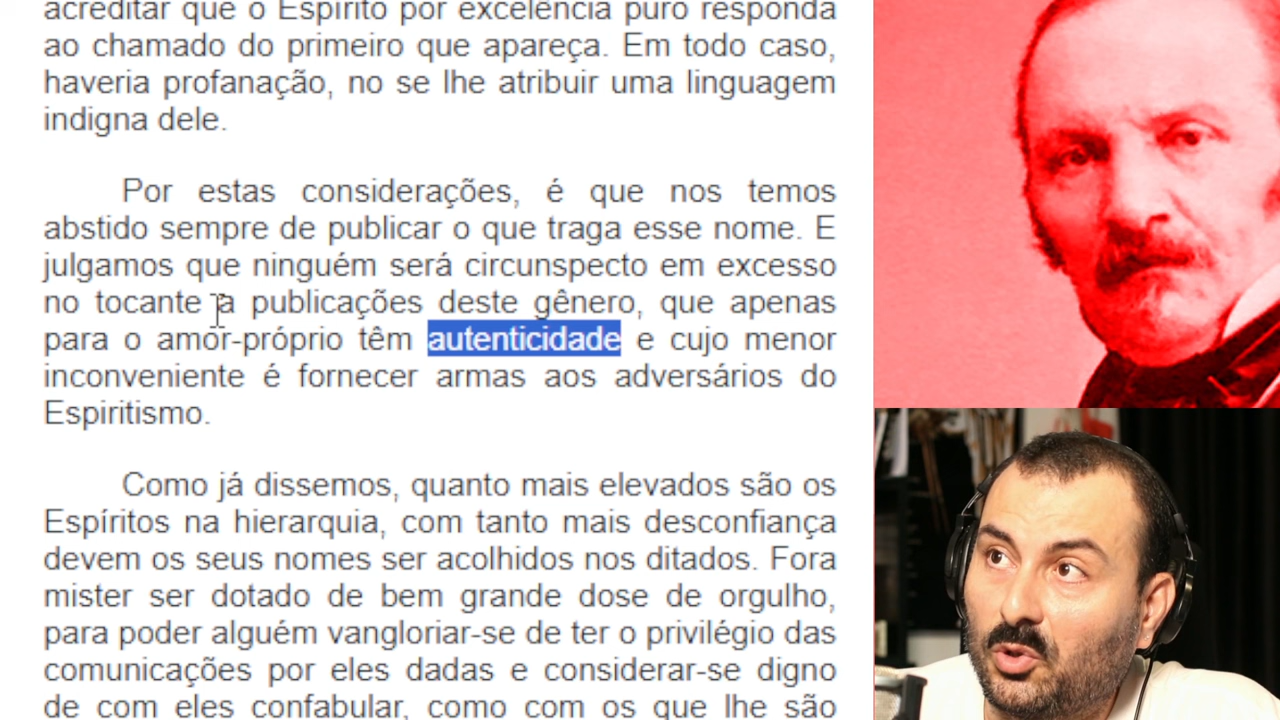 acreditar que o Espírito por excelência puro responda
ao chamado do primeiro que apareça. Em todo caso,
haveria profanação, no se lhe atribuir uma linguagem
indigna dele.
Por estas considerações, é que nos temos
abstido sempre de publicar o que traga esse nome. E
julgamos que ninguém será circunspecto em excesso
no tocante a publicações deste gênero, que apenas
para o amor-próprio têm autenticidade e cujo menor
inconveniente é fornecer armas aos adversários do
Espiritismo.
Como já dissemos, quanto mais elevados são os
Espíritos na hierarquia, com tanto mais desconfiança
devem os seus nomes ser acolhidos nos ditados. Fora
mister ser dotado de bem grande dose de orgulho,
para poder alguém vangloriar-se de ter o privilégio das
comunicações por eles dadas e considerar-se digno
de com eles confabular, como com os que lhe são